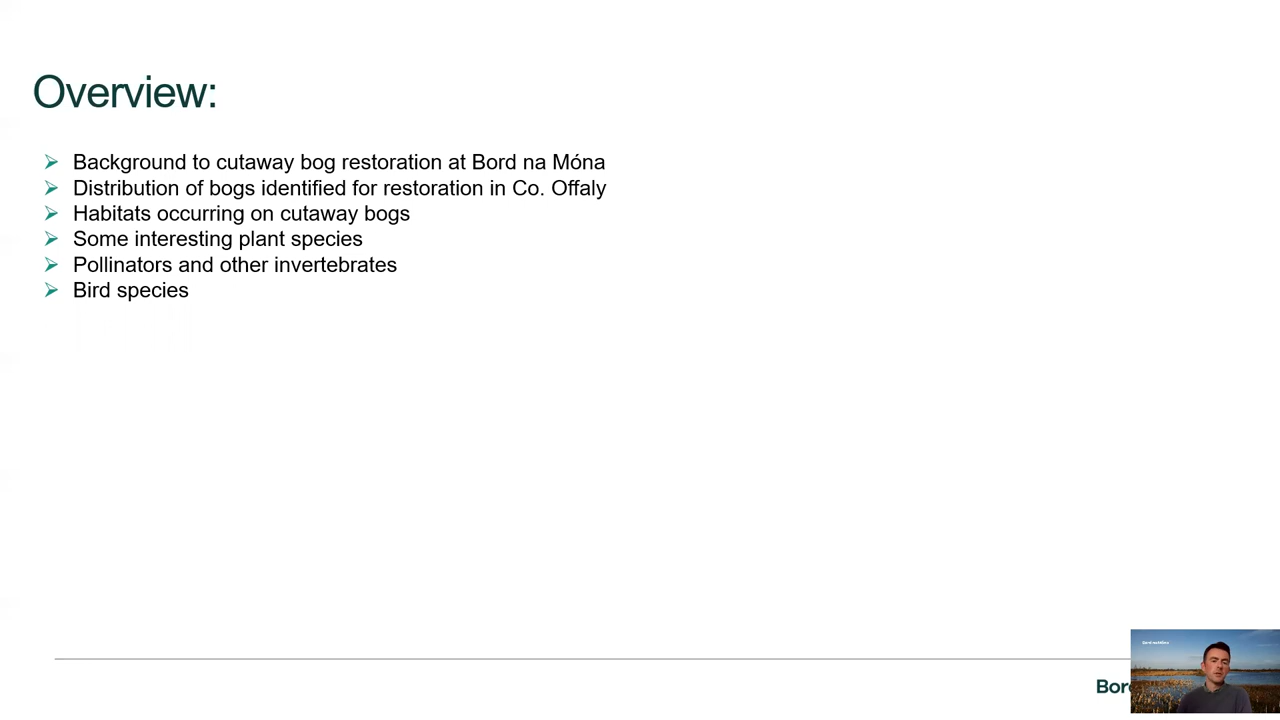 Overview:
Background to cutaway bog restoration at Bord na Móna
Distribution of bogs identified for restoration in Co. Offaly
Habitats occurring on cutaway bogs
Some interesting plant species
Pollinators and other invertebrates
Bird species